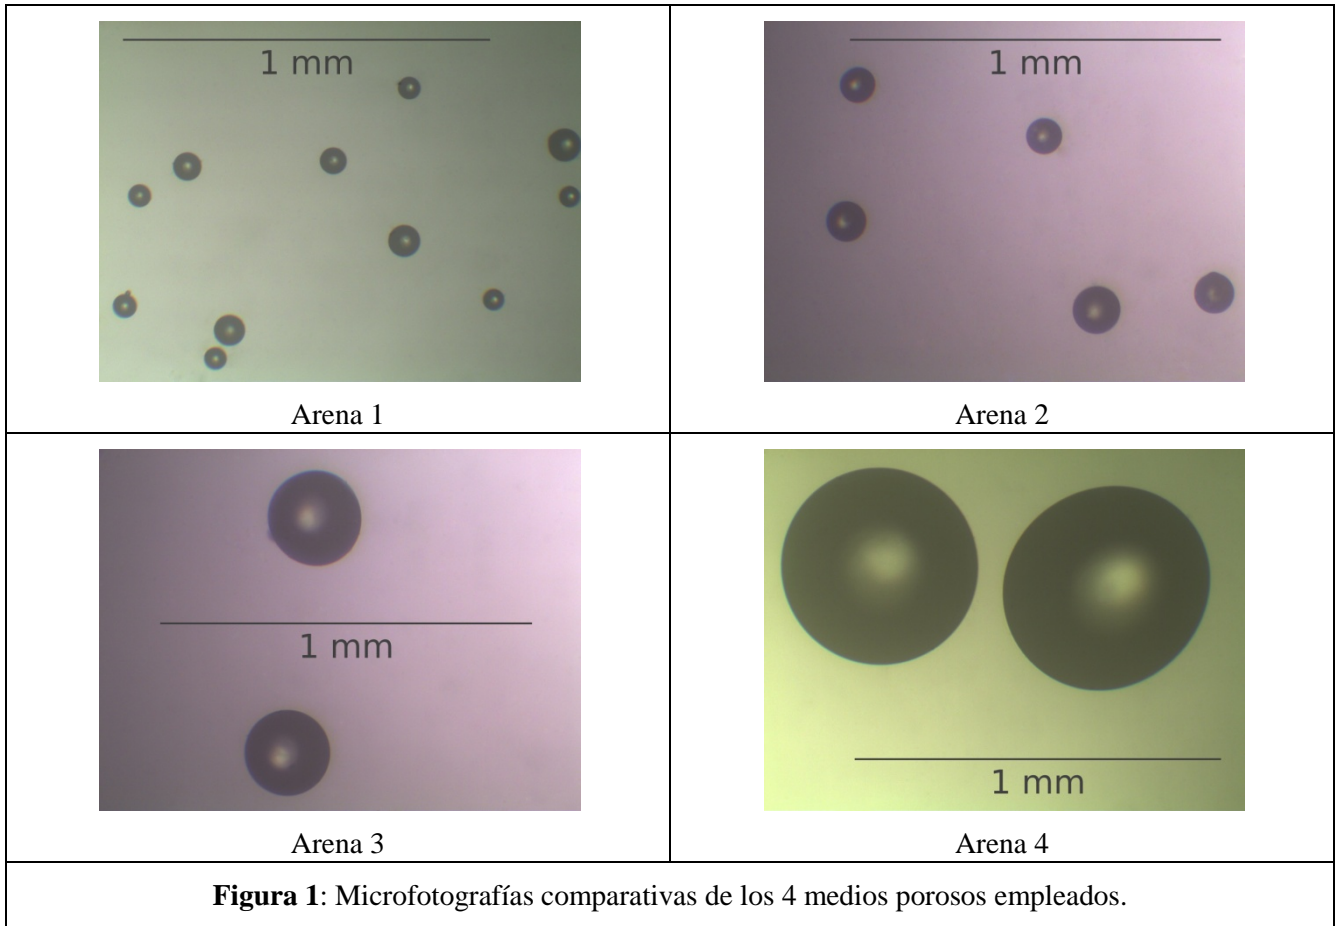 1 mm
1 mm
Arena 1
Arena 2
1 mm
1 mm
Arena 3
Arena 4
Figura 1: Microfotografías comparativas de los 4 medios porosos empleados.